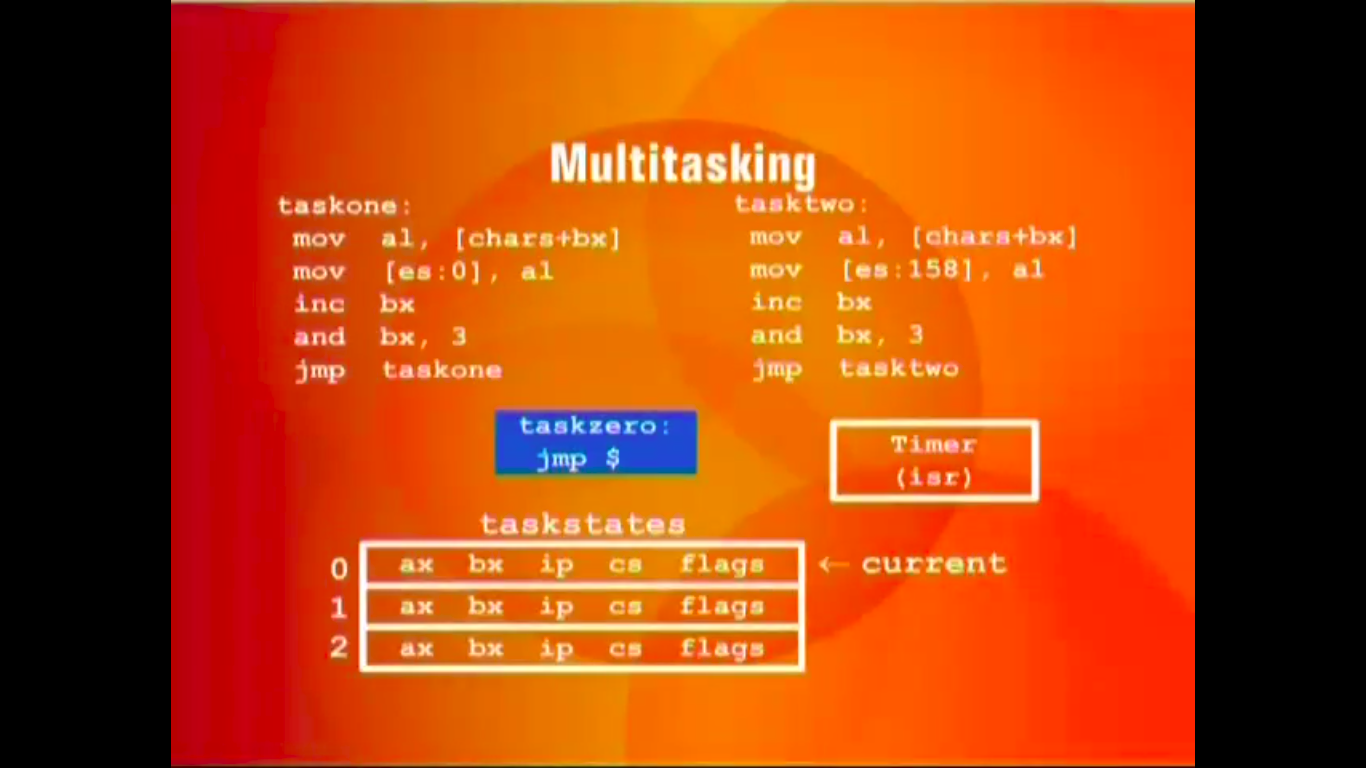 Multitasking
taskone:
mov al, [chars+bx]
mov [es:0], al
inc bx
and bx, 3
jmp taskone
tasktwo:
mov al, [chars+bx]
mov [es:158], al
inc bx
and bx, 3
jmp tasktwo
taskzero:
jmp $
Timer
(isr)
taskstates
0 ax bx ip cs flags ← current
1 ax bx ip cs flags
2 ax bx ip cs flags